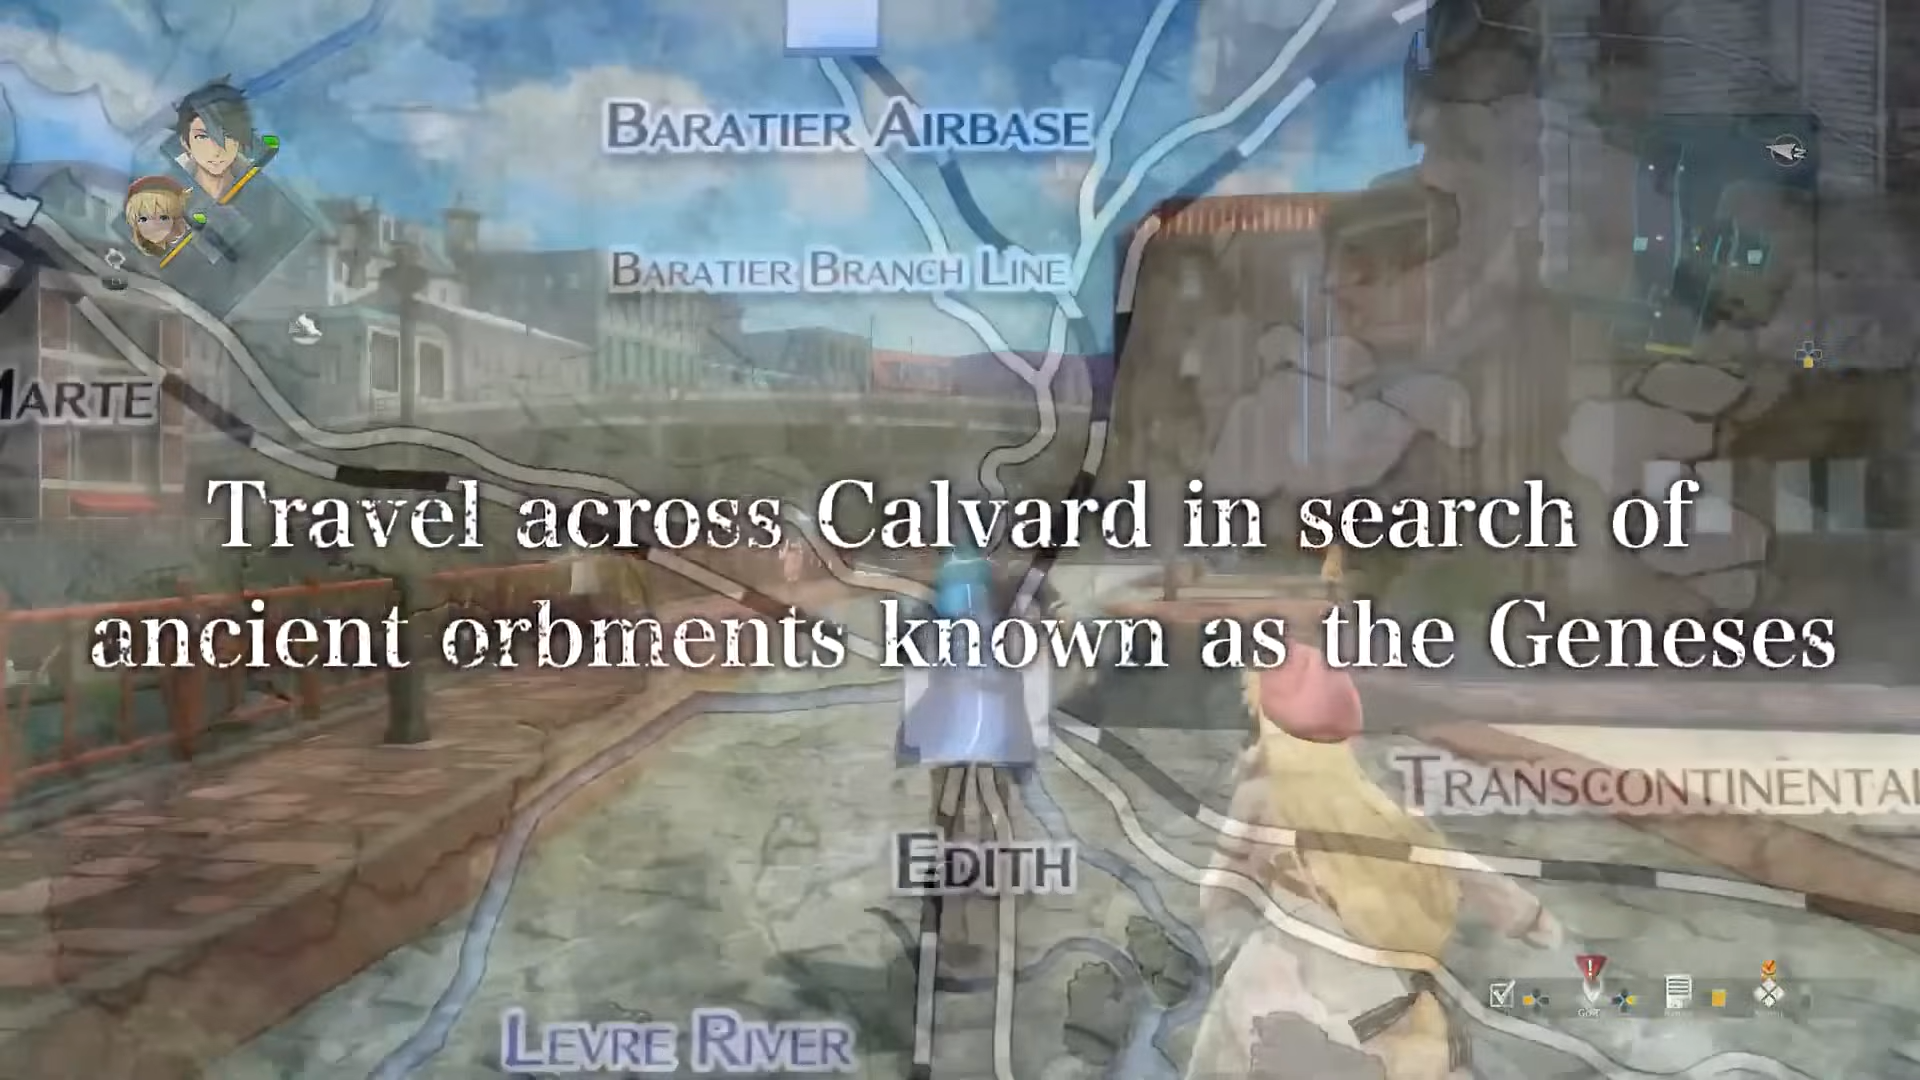 BARATIER AIRBASE
BARATIER BRANCH LINE
MARTE
Travel across Calvard in search of
ancient orbments known as the Geneses
TRANSCONTINENTAL
EDITH
LEVRE RIVER